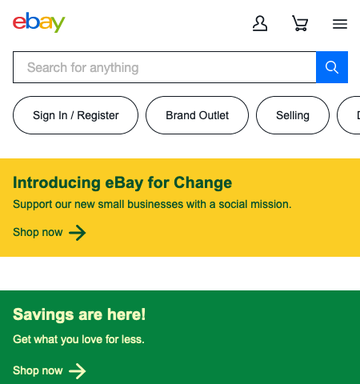 ebay
Search for anything
Sign In / Register
Brand Outlet
Selling
Introducing eBay for Change
Support our new small businesses with a social mission.
Shop now
Savings are here!
Get what you love for less.
Shop now